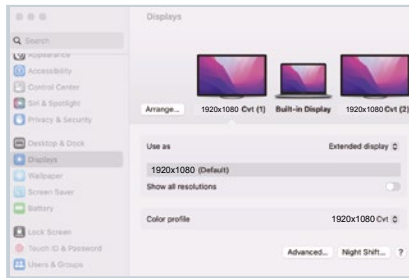 Displays
Search
Appearance
Accessibility
Control Center
Siri & Spotlight
Privacy & Security
Desktop & Dock
Displays
Wallpaper
Screen Saver
Battery
Lock Screen
Touch ID & Password
Users & Groups
Arrange...
1920x1080 Cvt (1)
Built-in Display
1920x1080 Cvt (2)
Use as
Extended display
1920x1080 (Default)
Show all resolutions
Color profile
1920x1080 Cvt
Advanced...
Night Shift...
?